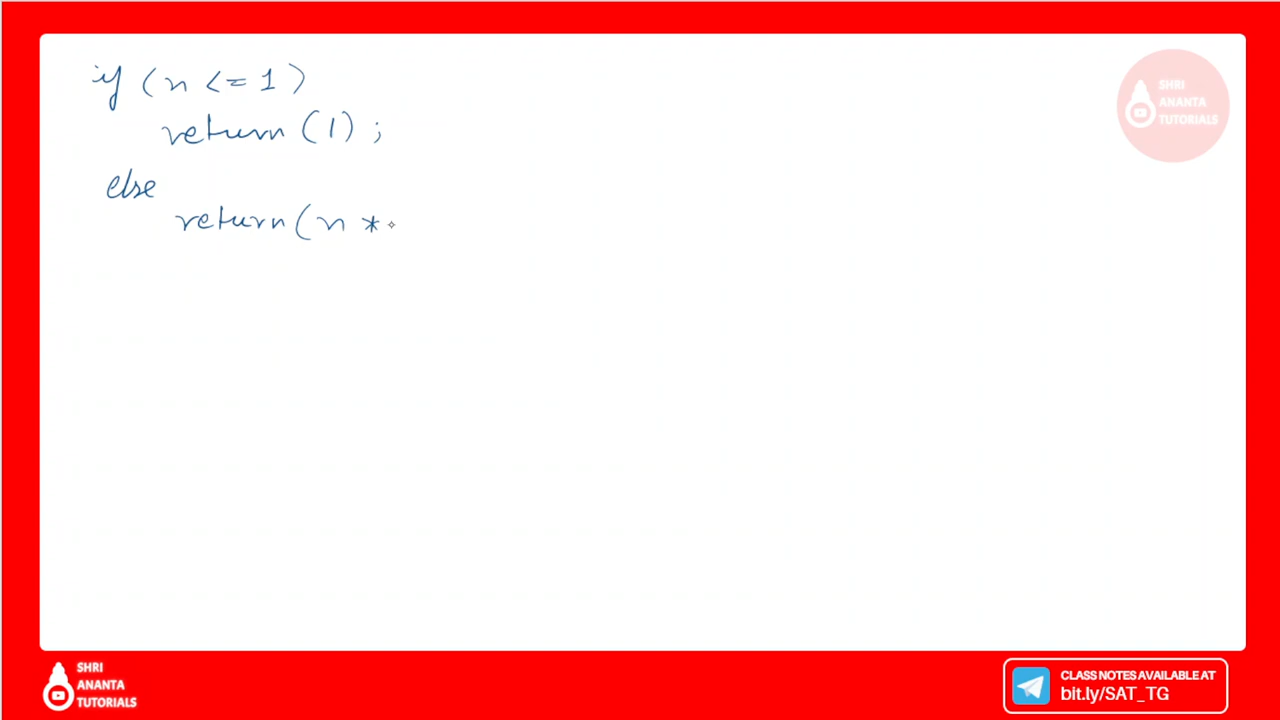 if (n <= 1)
return (1) ;
else
return (n *
SHRI
ANANTA
TUTORIALS
SHRI
ANANTA
TUTORIALS
CLASS NOTES AVAILABLE AT
bit.ly/SAT_TG